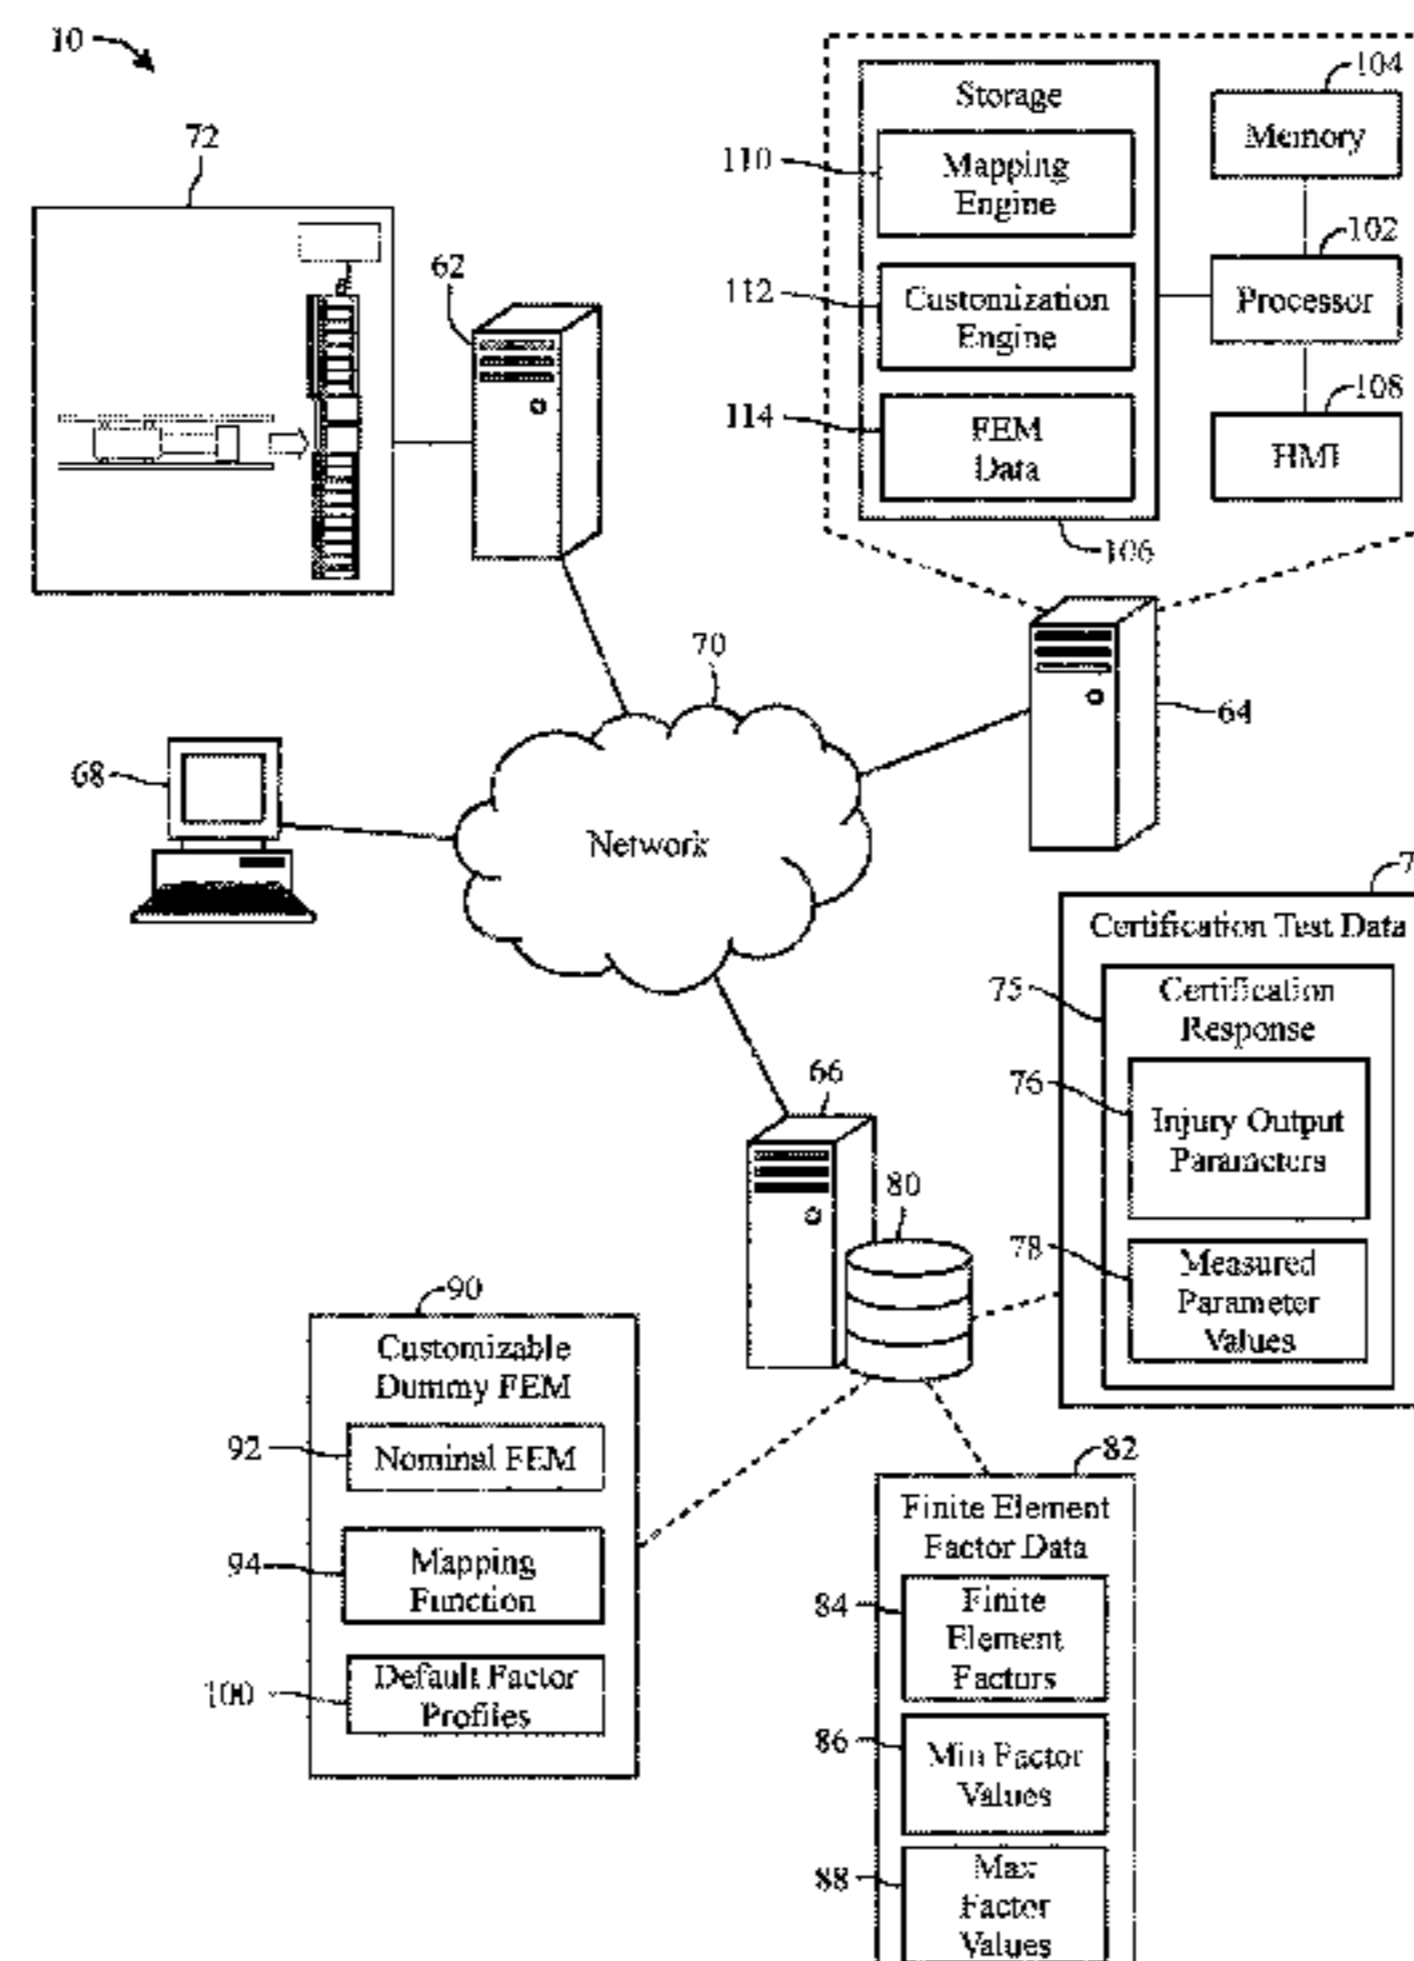 10
72
62
Storage
110
Mapping
Engine
112
Customization
Engine
114
FEM
Data
106
104
Memory
102
Processor
108
HMI
70
Network
64
68
66
80
Certification Test Data
75
Certification
Response
76
Injury Output
Parameters
78
Measured
Parameter
Values
90
Customizable
Dummy FEM
92
Nominal FEM
94
Mapping
Function
100
Default Factor
Profiles
82
Finite Element
Factor Data
84
Finite
Element
Factors
86
Min Factor
Values
88
Max
Factor
Values